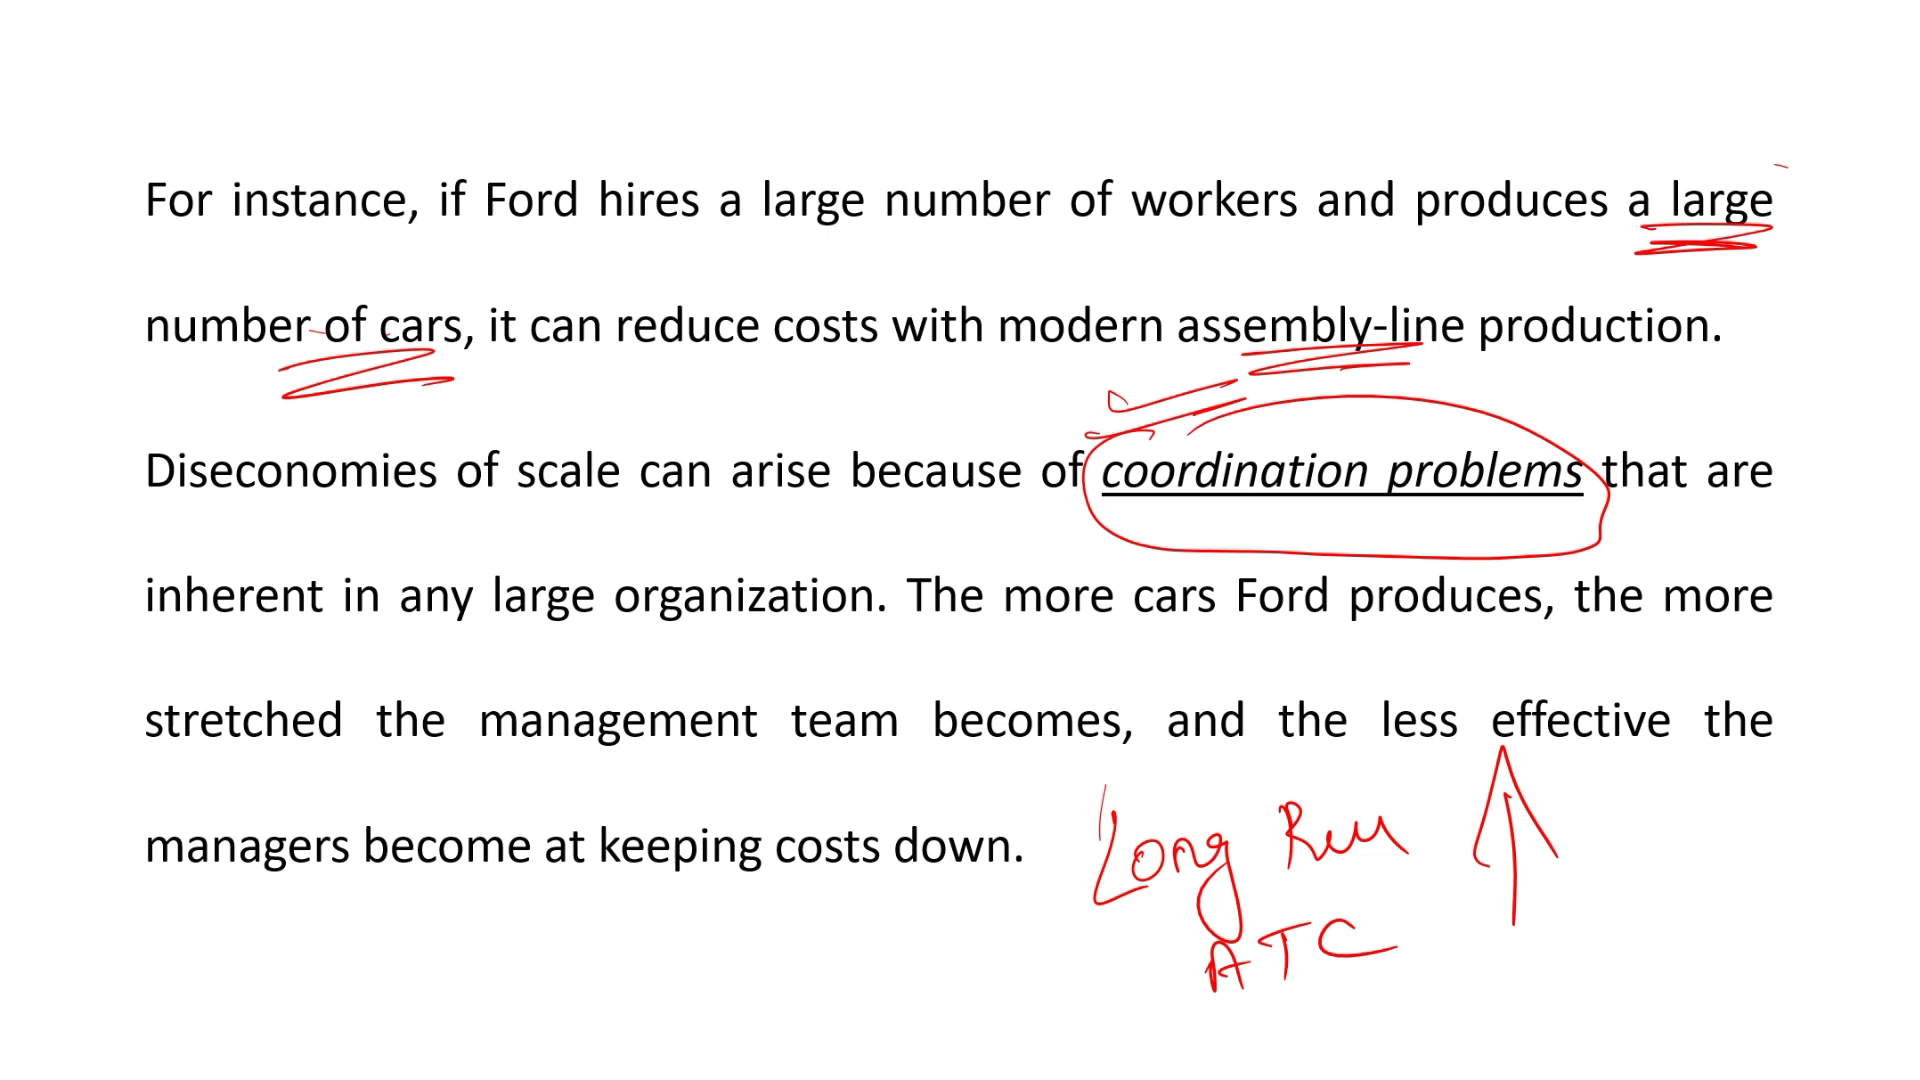 For instance, if Ford hires a large number of workers and produces a large
number of cars, it can reduce costs with modern assembly-line production.
Diseconomies of scale can arise because of coordination problems that are
inherent in any large organization. The more cars Ford produces, the more
stretched the management team becomes, and the less effective the
managers become at keeping costs down.
Long Run
ATC